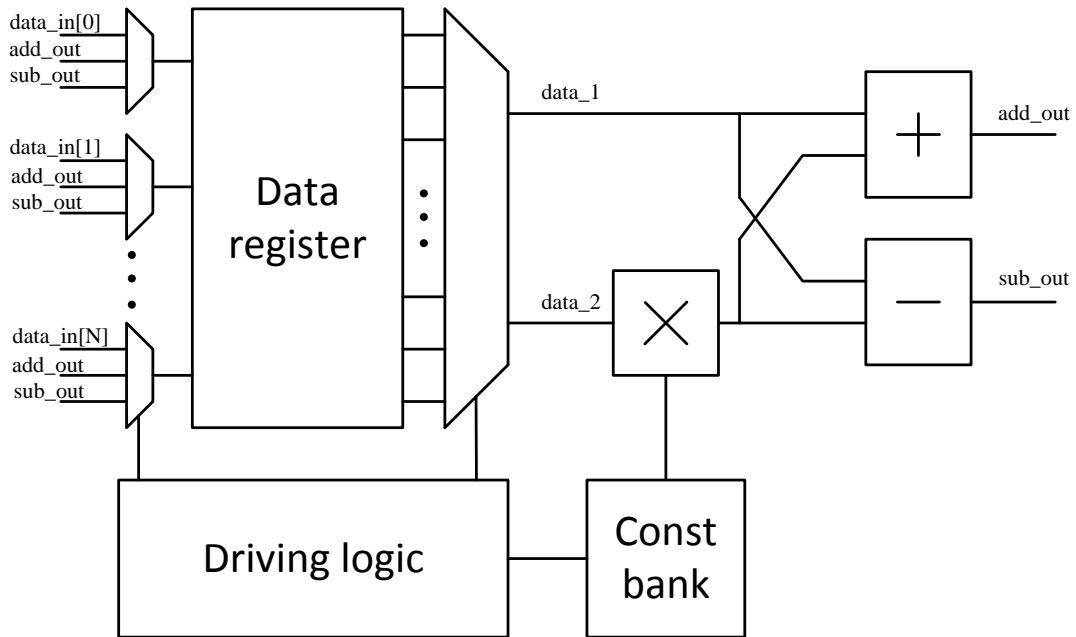 data_in[0]
add_out
sub_out
data_in[1]
add_out
sub_out
data_in[N]
add_out
sub_out
Data
register
data_1
data_2
add_out
sub_out
Driving logic
Const
bank